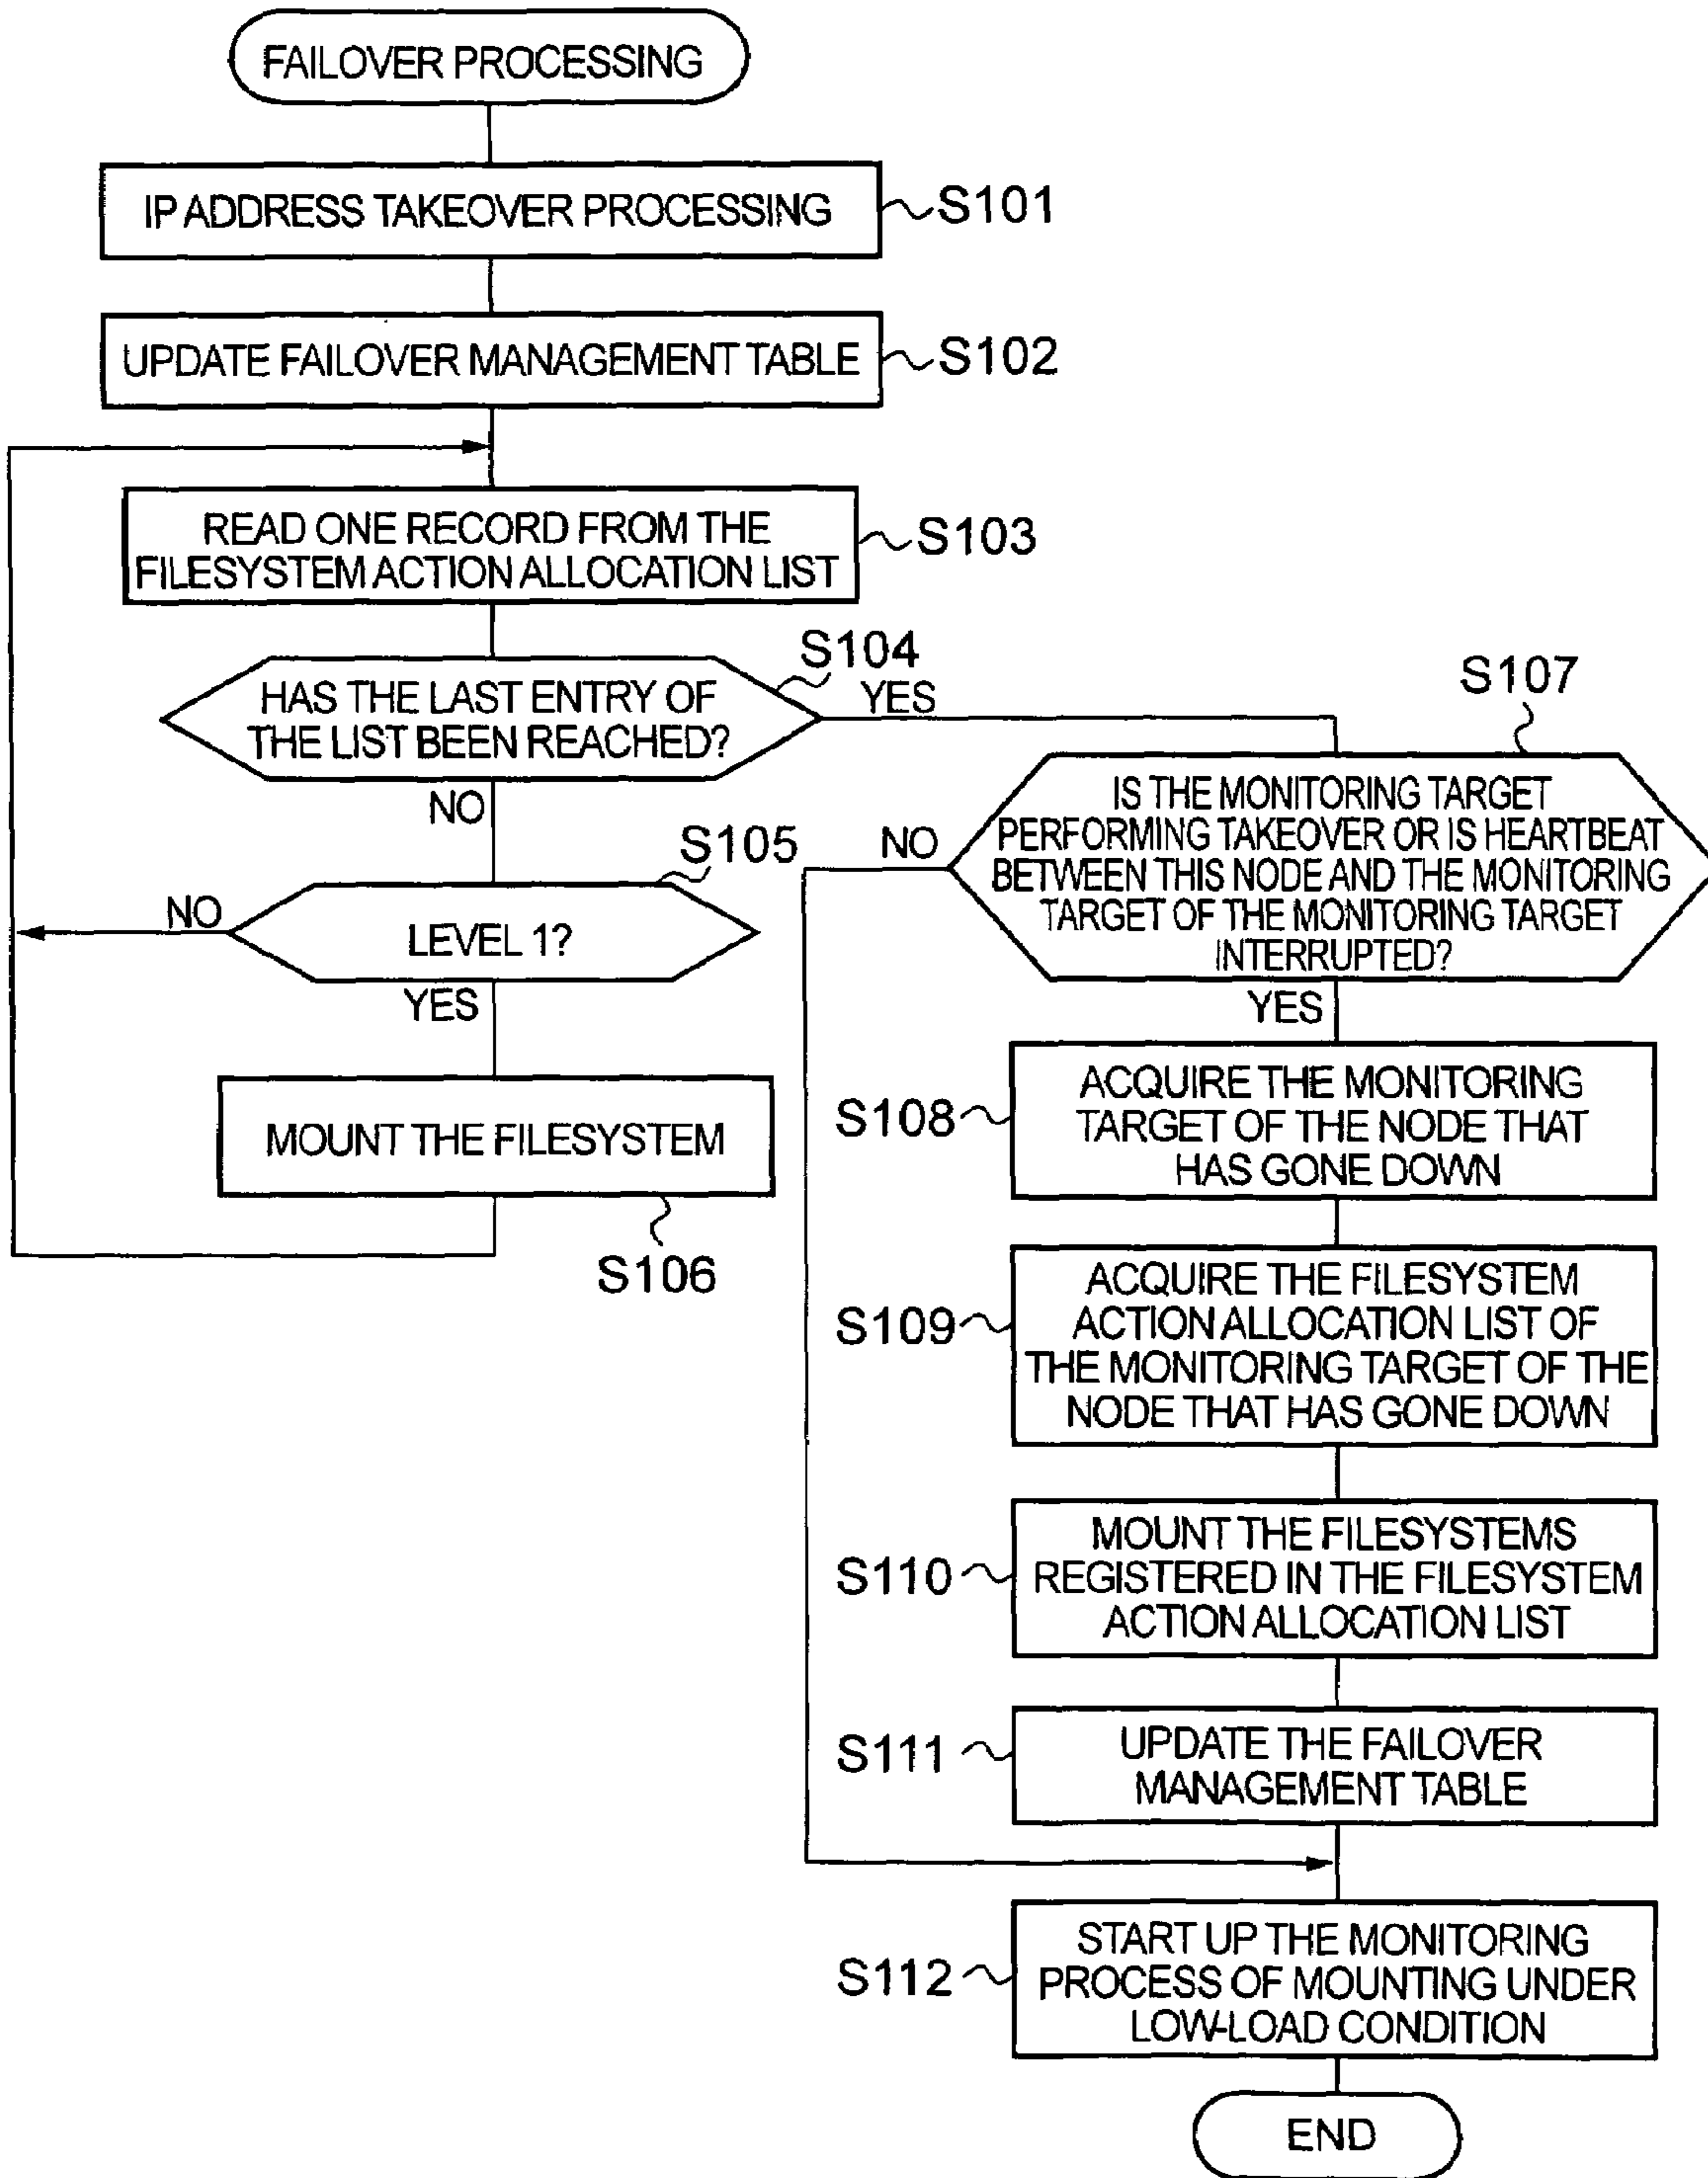 FAILOVER PROCESSING
IP ADDRESS TAKEOVER PROCESSING
S101
UPDATE FAILOVER MANAGEMENT TABLE
S102
READ ONE RECORD FROM THE
FILESYSTEM ACTION ALLOCATION LIST
S103
S104
HAS THE LAST ENTRY OF
THE LIST BEEN REACHED?
YES
NO
S105
LEVEL 1?
NO
YES
MOUNT THE FILESYSTEM
S106
S107
IS THE MONITORING TARGET
PERFORMING TAKEOVER OR IS HEARTBEAT
BETWEEN THIS NODE AND THE MONITORING
TARGET OF THE MONITORING TARGET
INTERRUPTED?
NO
YES
S108
ACQUIRE THE MONITORING
TARGET OF THE NODE THAT
HAS GONE DOWN
S109
ACQUIRE THE FILESYSTEM
ACTION ALLOCATION LIST OF
THE MONITORING TARGET OF THE
NODE THAT HAS GONE DOWN
S110
MOUNT THE FILESYSTEMS
REGISTERED IN THE FILESYSTEM
ACTION ALLOCATION LIST
S111
UPDATE THE FAILOVER
MANAGEMENT TABLE
S112
START UP THE MONITORING
PROCESS OF MOUNTING UNDER
LOW-LOAD CONDITION
END